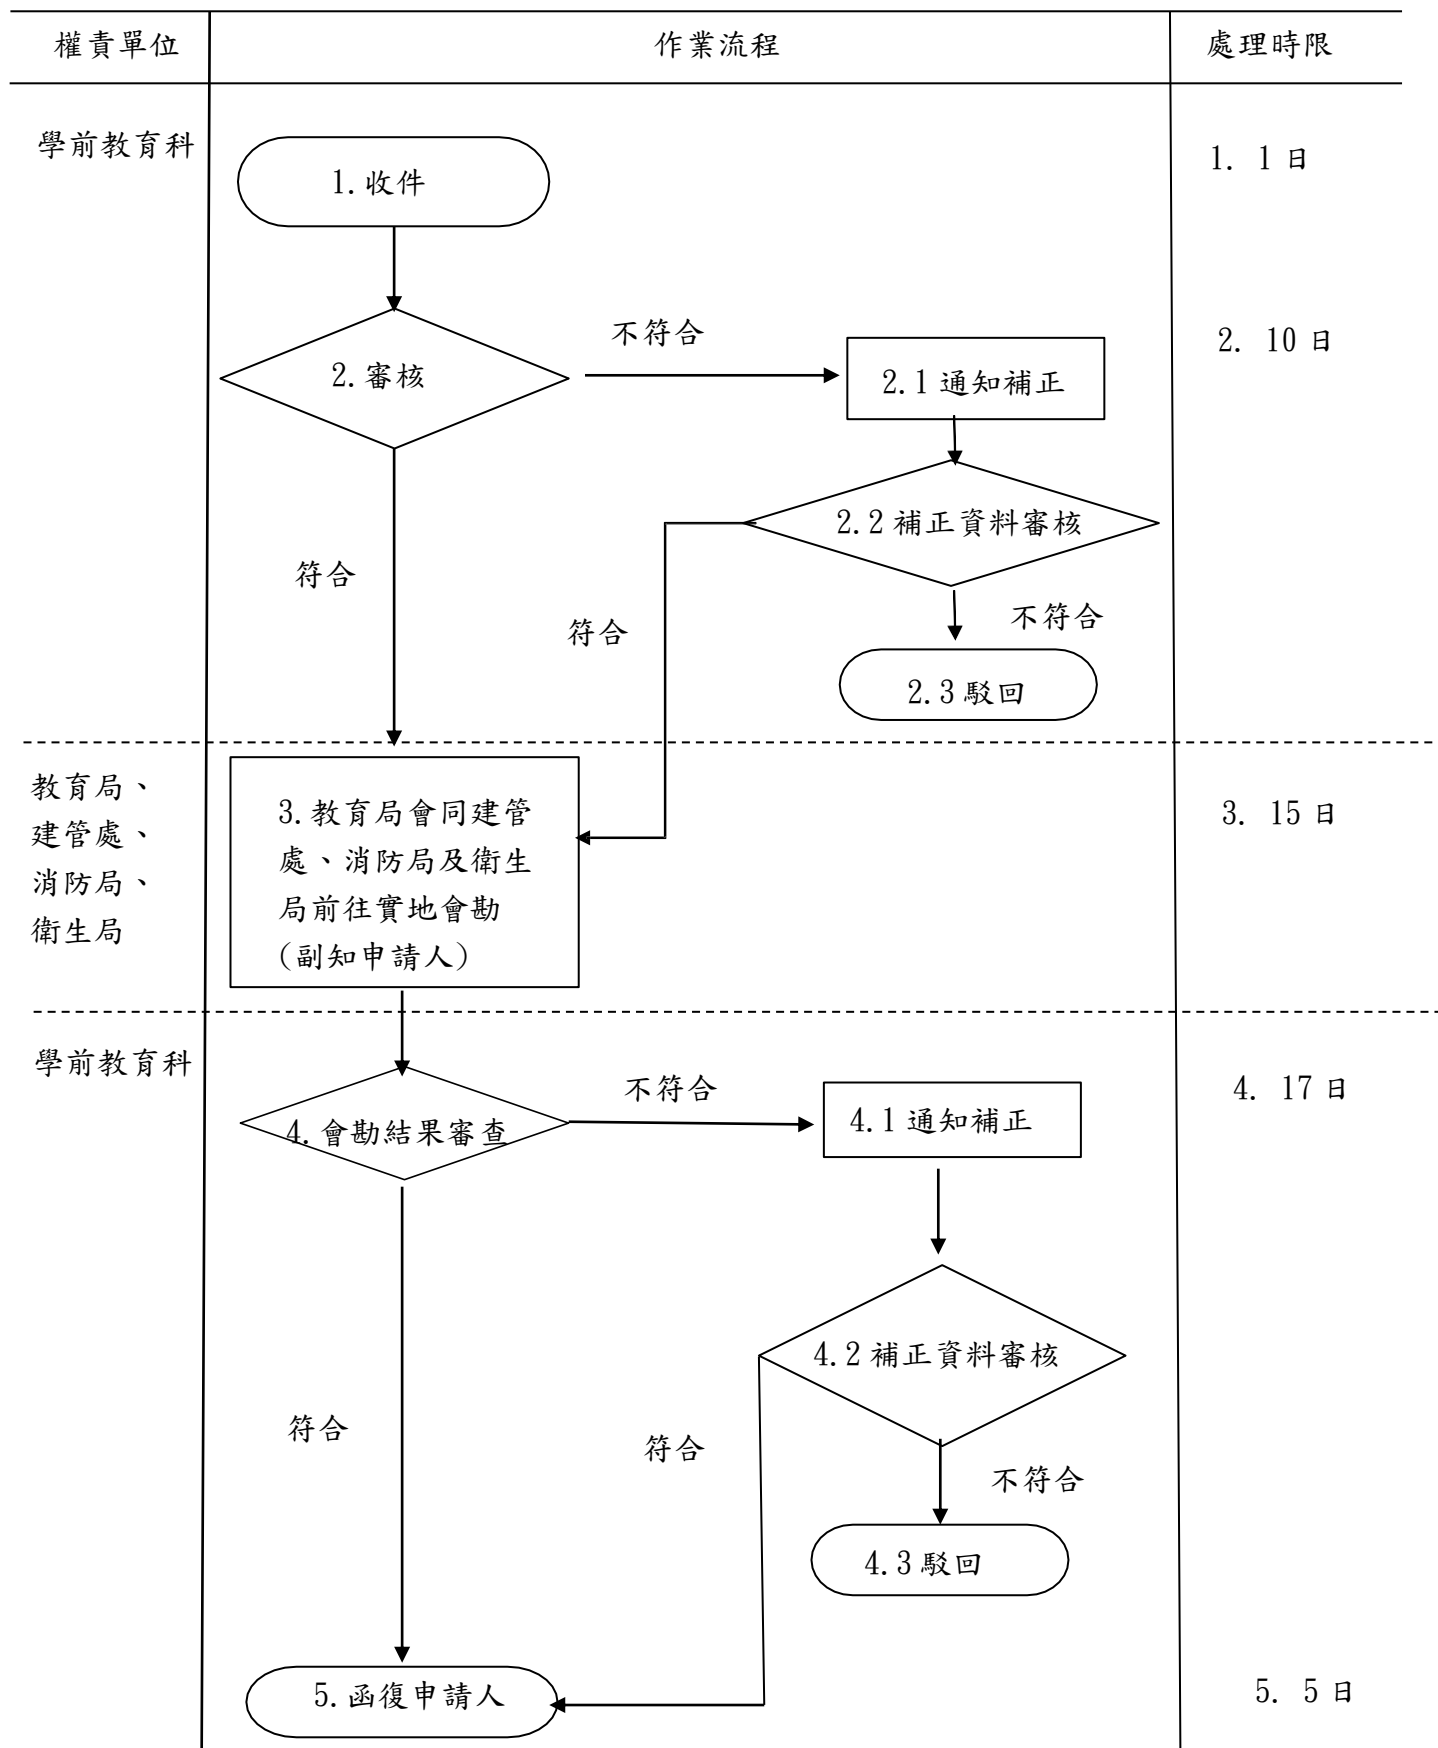 權責單位
作業流程
處理時限
學前教育科
1.收件
1. 1日
2.審核
不符合
2.1通知補正
2. 10日
2.2補正資料審核
符合
符合
不符合
2.3駁回
教育局、
建管處、
消防局、
衛生局
3.教育局會同建管
處、消防局及衛生
局前往實地會勘
(副知申請人)
3. 15日
學前教育科
4.會勘結果審查
不符合
4.1通知補正
4. 17日
4.2補正資料審核
符合
符合
不符合
4.3駁回
5.函復申請人
5. 5日